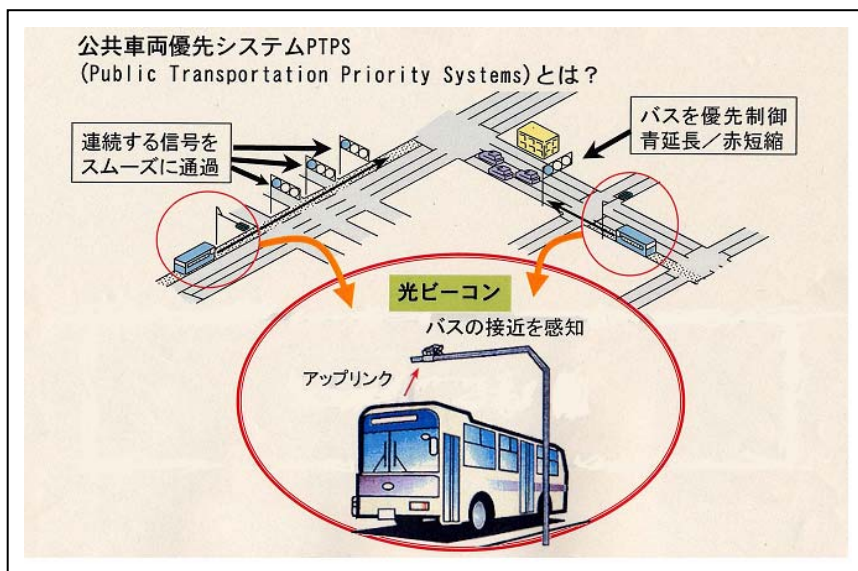 公共車両優先システムPTPS
(Public Transportation Priority Systems)とは？
連続する信号を
スムーズに通過
バスを優先制御
青延長／赤短縮
光ビーコン
バスの接近を感知
アップリンク